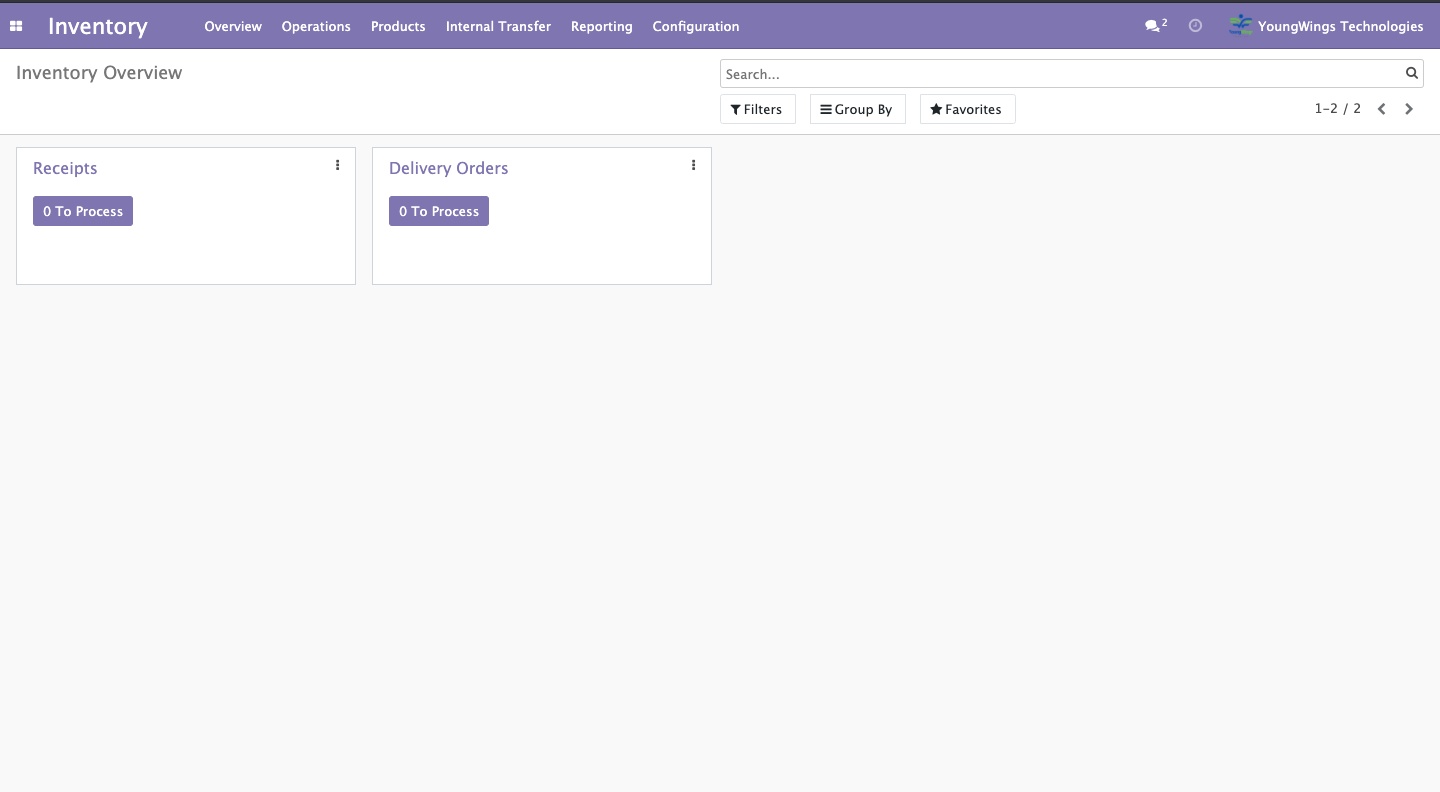 Inventory Overview Operations Products Internal Transfer Reporting Configuration 2 YoungWings Technologies
Inventory Overview
Search...
Filters Group By Favorites 1-2 / 2
Receipts Delivery Orders
0 To Process 0 To Process